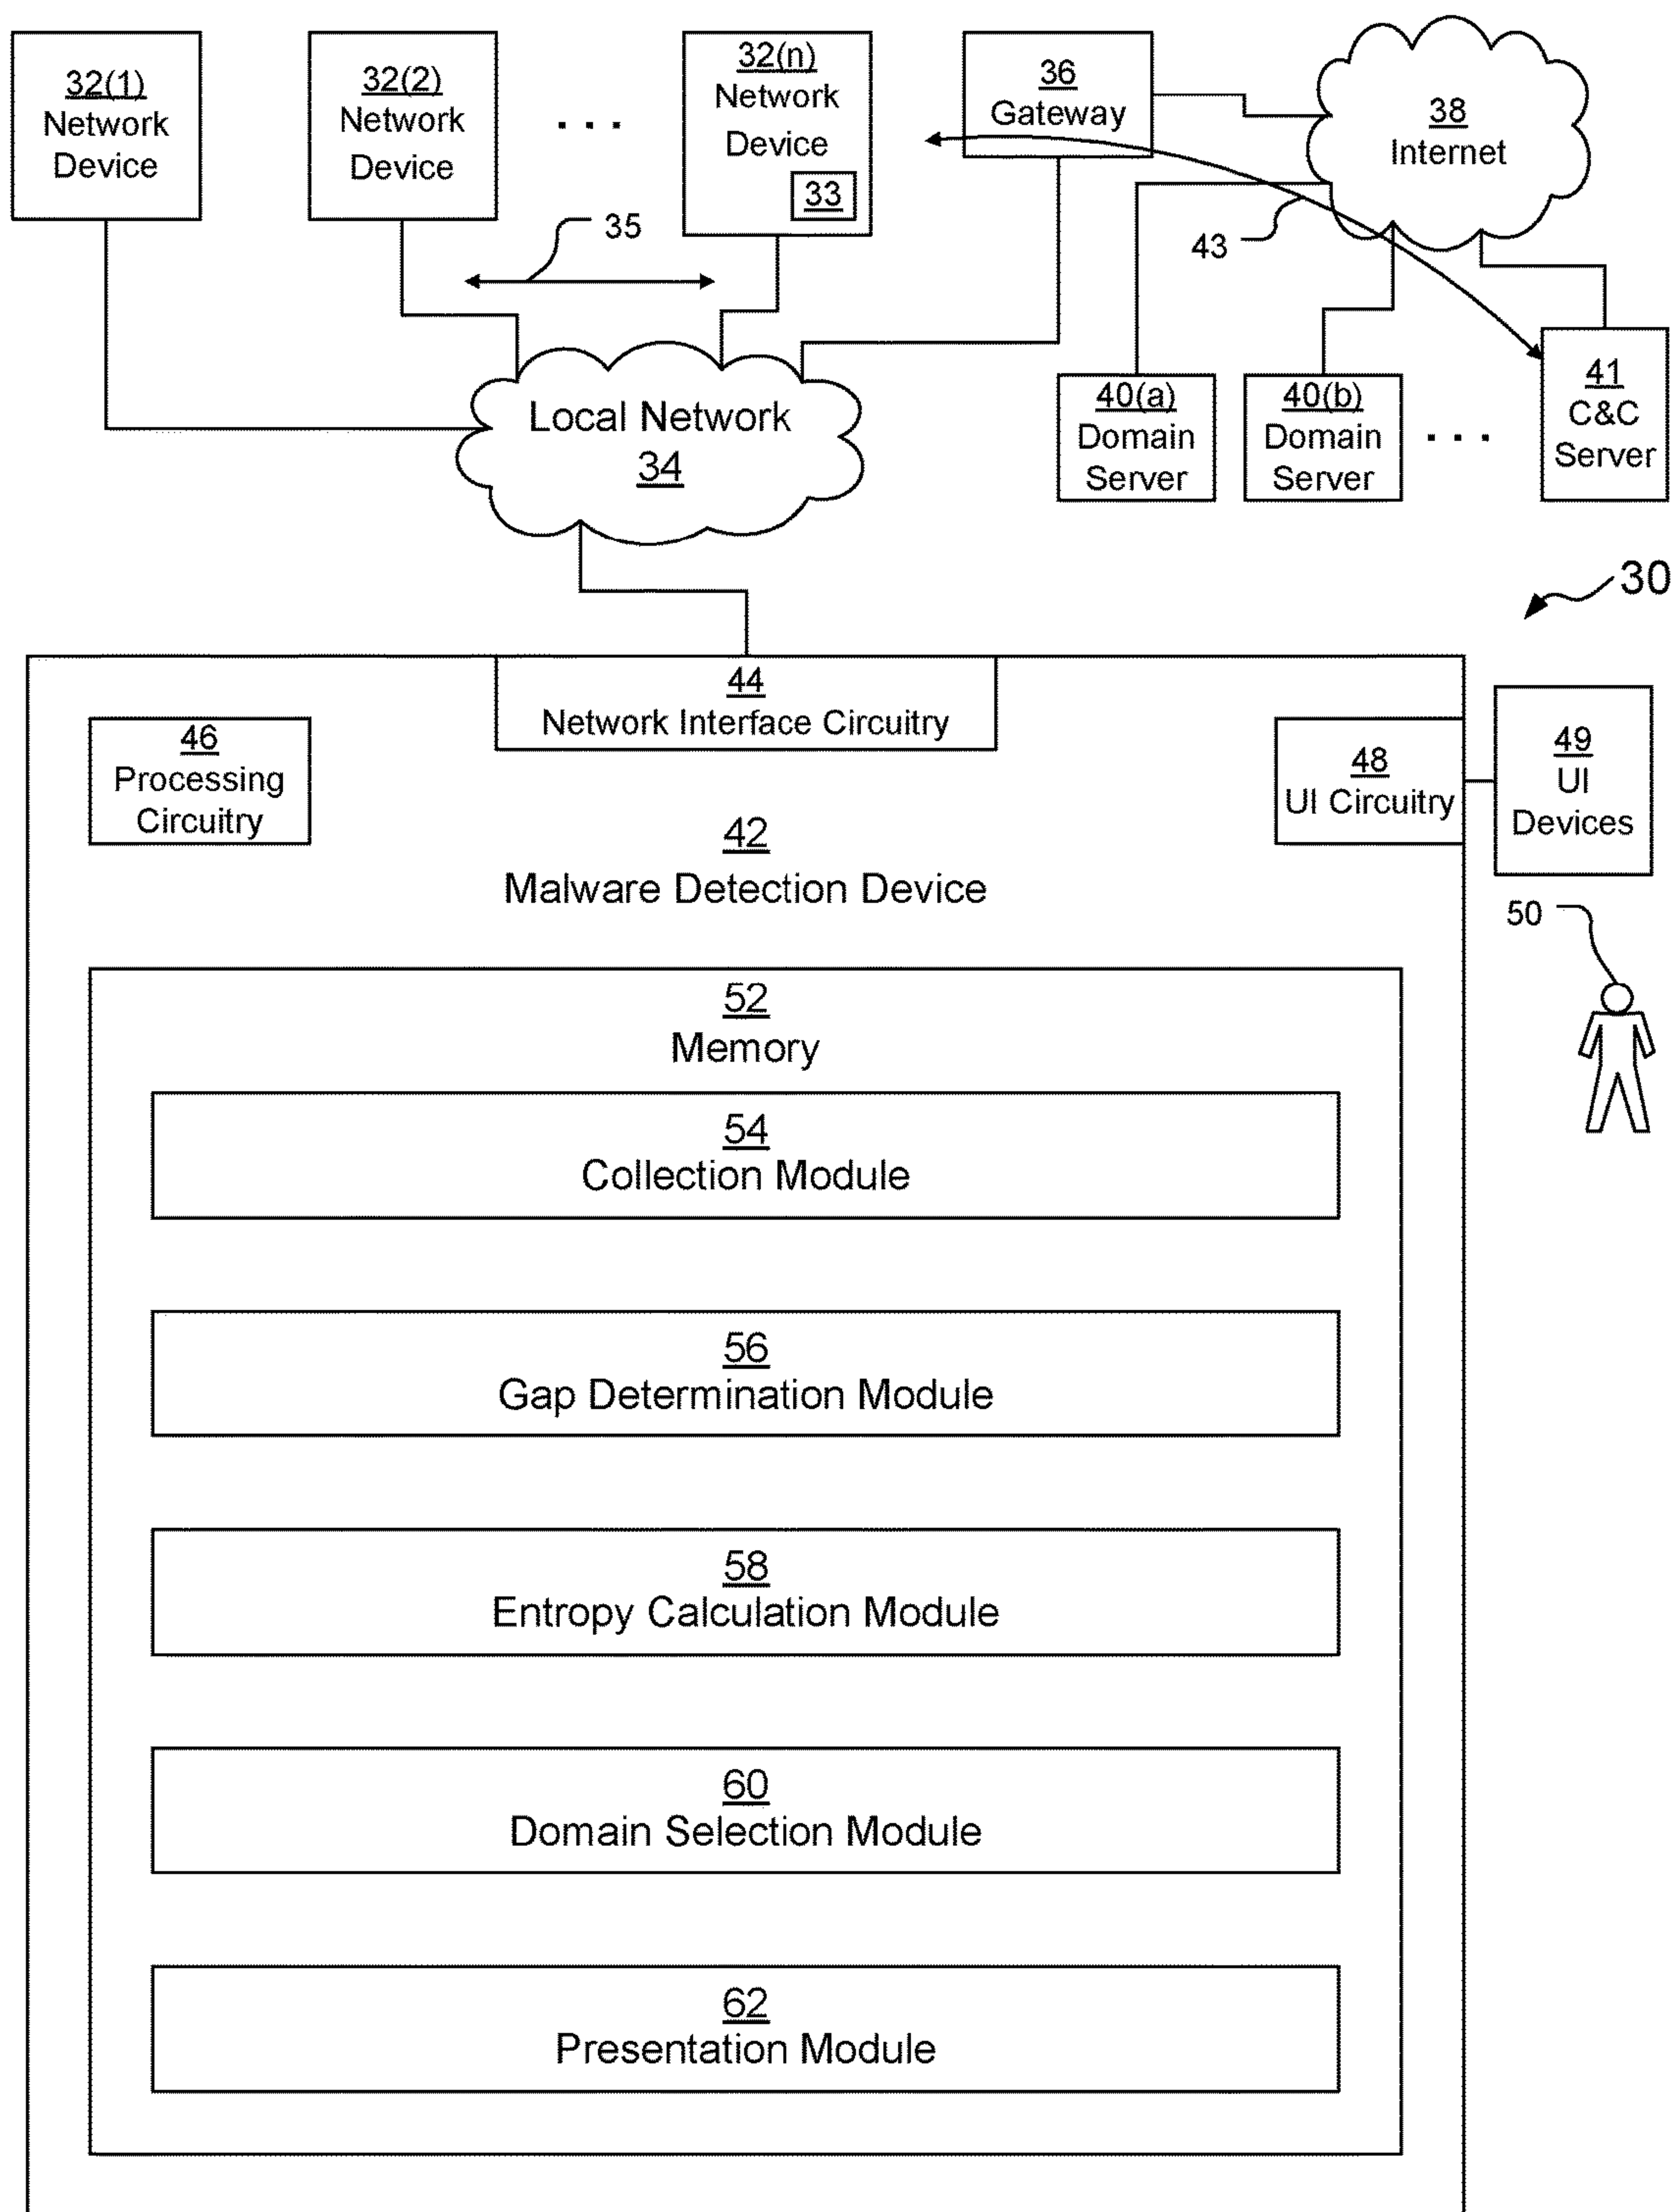 32(1)
Network
Device
32(2)
Network
Device
. . .
32(n)
Network
Device
33
36
Gateway
38
Internet
35
43
Local Network
34
40(a)
Domain
Server
40(b)
Domain
Server
. . .
41
C&C
Server
30
44
Network Interface Circuitry
46
Processing
Circuitry
48
UI Circuitry
49
UI
Devices
42
Malware Detection Device
50
52
Memory
54
Collection Module
56
Gap Determination Module
58
Entropy Calculation Module
60
Domain Selection Module
62
Presentation Module